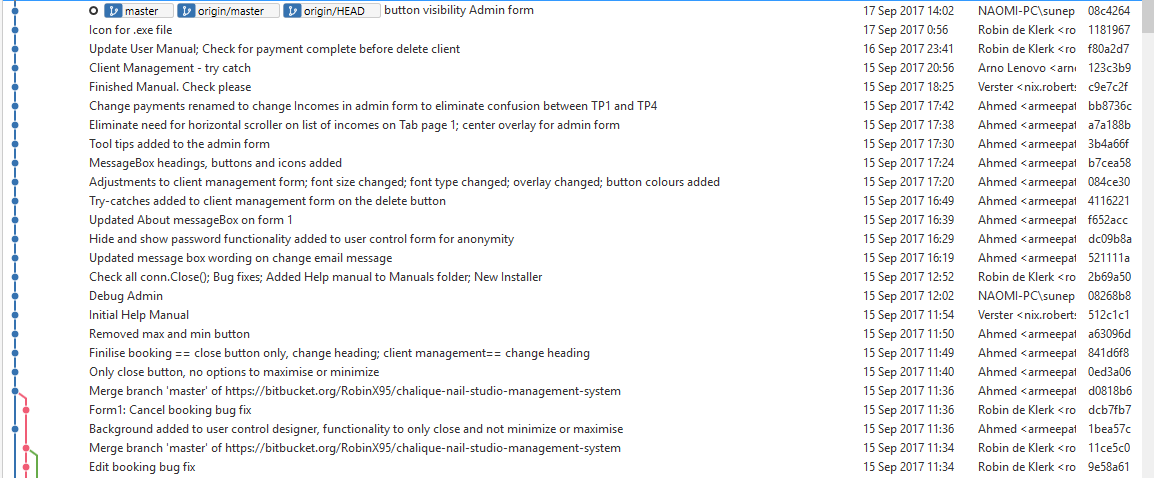 master origin/master origin/HEAD button visibility Admin form 17 Sep 2017 14:02 NAOMI-PC\sunep 08c4264
Icon for .exe file 17 Sep 2017 0:56 Robin de Klerk <ro 1181967
Update User Manual; Check for payment complete before delete client 16 Sep 2017 23:41 Robin de Klerk <ro f80a2d7
Client Management - try catch 15 Sep 2017 20:56 Arno Lenovo <arno 123c3b9
Finished Manual. Check please 15 Sep 2017 18:25 Verster <nix.roberts c9e7c2f
Change payments renamed to change Incomes in admin form to eliminate confusion between TP1 and TP4 15 Sep 2017 17:42 Ahmed <armeepat bb8736c
Eliminate need for horizontal scroller on list of incomes on Tab page 1; center overlay for admin form 15 Sep 2017 17:38 Ahmed <armeepat a7a188b
Tool tips added to the admin form 15 Sep 2017 17:30 Ahmed <armeepat 3b4a66f
MessageBox headings, buttons and icons added 15 Sep 2017 17:24 Ahmed <armeepat b7cea58
Adjustments to client management form; font size changed; font type changed; overlay changed; button colours added 15 Sep 2017 17:20 Ahmed <armeepat 084ce30
Try-catches added to client management form on the delete button 15 Sep 2017 16:49 Ahmed <armeepat 4116221
Updated About messageBox on form 1 15 Sep 2017 16:39 Ahmed <armeepat f652acc
Hide and show password functionality added to user control form for anonymity 15 Sep 2017 16:29 Ahmed <armeepat dc09b8a
Updated message box wording on change email message 15 Sep 2017 16:19 Ahmed <armeepat 521111a
Check all conn.Close(); Bug fixes; Added Help manual to Manuals folder; New Installer 15 Sep 2017 12:52 Robin de Klerk <ro 2b69a50
Debug Admin 15 Sep 2017 12:02 NAOMI-PC\sunep 08268b8
Initial Help Manual 15 Sep 2017 11:54 Verster <nix.roberts 512c1c1
Removed max and min button 15 Sep 2017 11:50 Ahmed <armeepat a63096d
Finilise booking == close button only, change heading; client management== change heading 15 Sep 2017 11:49 Ahmed <armeepat 841d6f8
Only close button, no options to maximise or minimize 15 Sep 2017 11:40 Ahmed <armeepat 0ed3a06
Merge branch 'master' of https://bitbucket.org/RobinX95/chalique-nail-studio-management-system 15 Sep 2017 11:36 Ahmed <armeepat d0818b6
Form1: Cancel booking bug fix 15 Sep 2017 11:36 Robin de Klerk <ro dcb7fb7
Background added to user control designer, functionality to only close and not minimize or maximise 15 Sep 2017 11:36 Ahmed <armeepat 1bea57c
Merge branch 'master' of https://bitbucket.org/RobinX95/chalique-nail-studio-management-system 15 Sep 2017 11:34 Robin de Klerk <ro 11ce5c0
Edit booking bug fix 15 Sep 2017 11:34 Robin de Klerk <ro 9e58a61